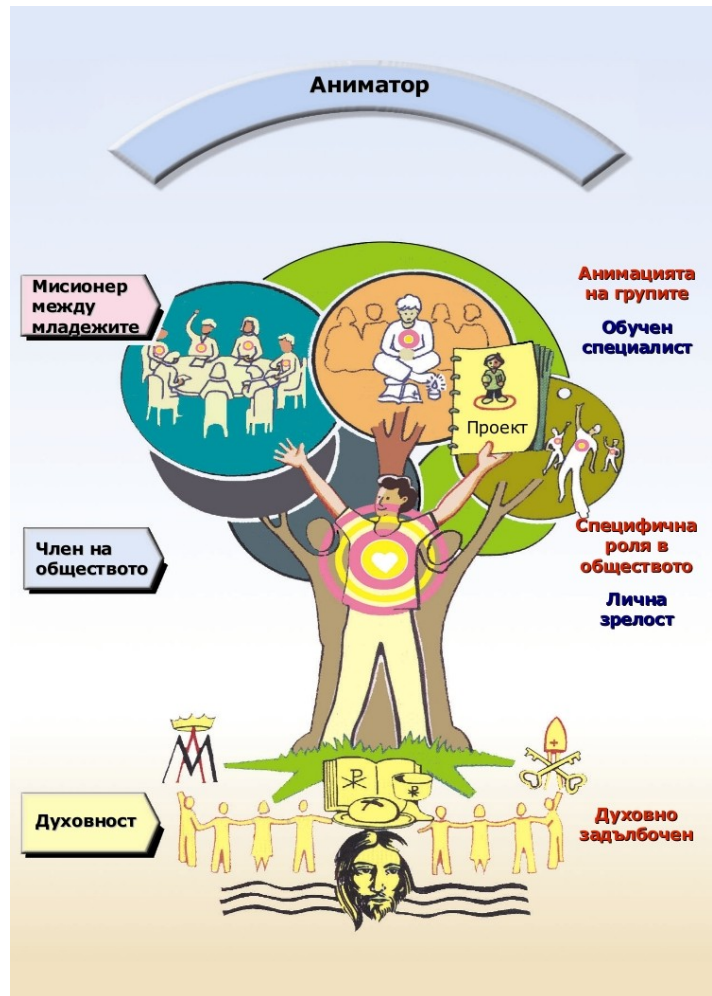 Аниматор
Мисионер
между
младежите
Анимацията
на групите
Обучен
специалист
Проект
Член на
обществото
Специфична
роля в
обществото
Лична
зрелост
Духовност
Духовно
задълбочен